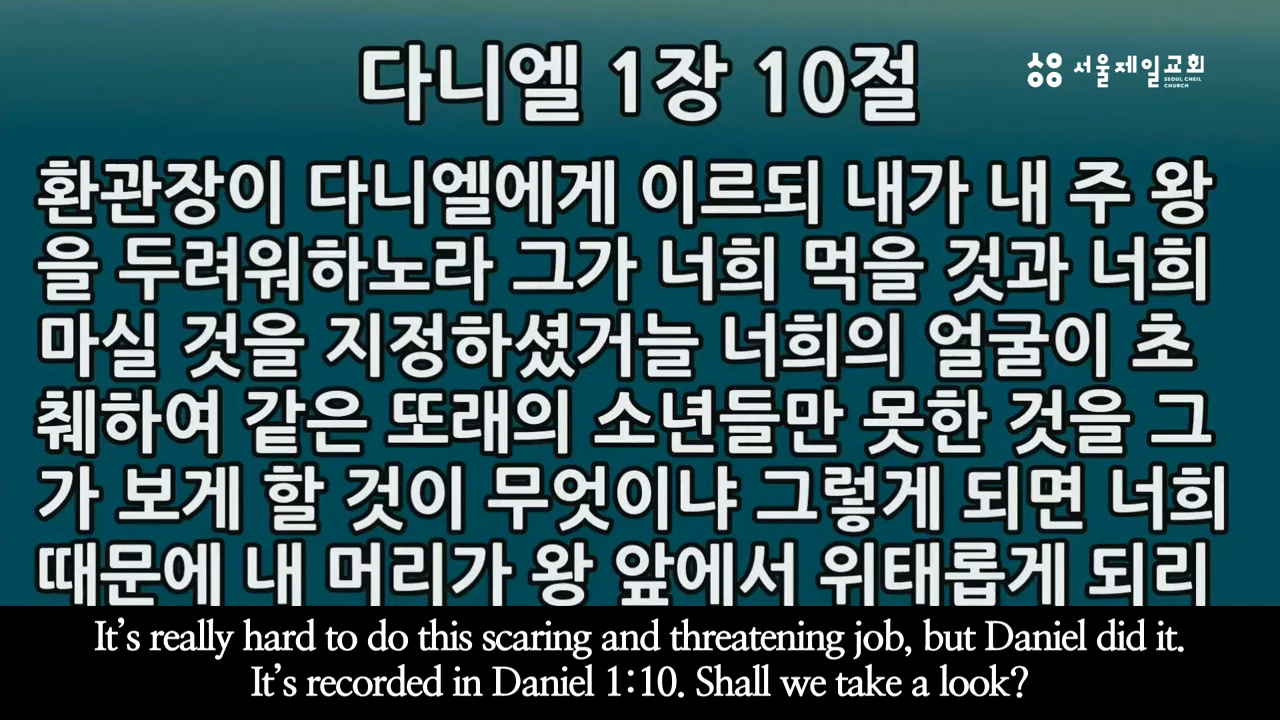 다니엘 1장 10절
서울제일교회
SEOUL CHEIL
CHURCH
환관장이 다니엘에게 이르되 내가 내 주 왕
을 두려워하노라 그가 너희 먹을 것과 너희
마실 것을 지정하셨거늘 너희의 얼굴이 초
췌하여 같은 또래의 소년들만 못한 것을 그
가 보게 할 것이 무엇이냐 그렇게 되면 너희
때문에 내 머리가 왕 앞에서 위태롭게 되리
It's really hard to do this scaring and threatening job, but Daniel did it.
It's recorded in Daniel 1:10. Shall we take a look?